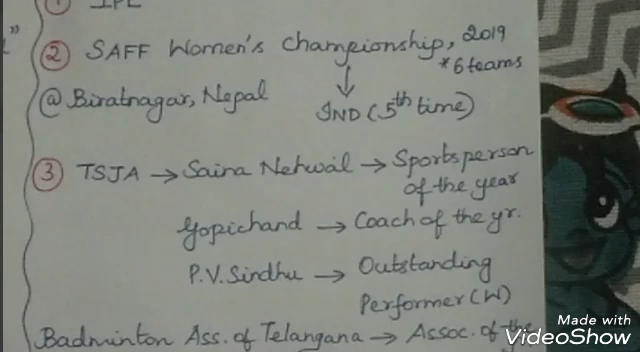 "
① IPL
② SAFF Women's Championship, 2019
* 6 teams
@ Biratnagar, Nepal
↓
IND (5th time)
③ TSJA → Saina Nehwal → Sportsperson
of the year
Gopichand → Coach of the yr.
P.V. Sindhu → Outstanding
Performer (W)
Badminton Ass. of Telangana → Assoc. of the
Made with
VideoShow